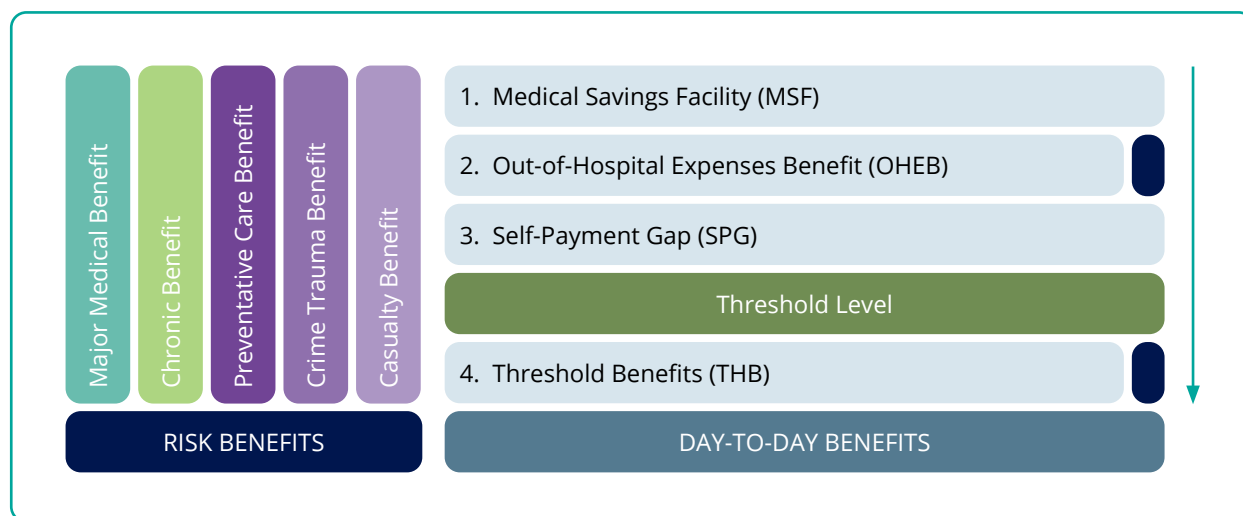 Major Medical Benefit
Chronic Benefit
Preventative Care Benefit
Crime Trauma Benefit
Casualty Benefit
RISK BENEFITS
1. Medical Savings Facility (MSF)
2. Out-of-Hospital Expenses Benefit (OHEB)
3. Self-Payment Gap (SPG)
Threshold Level
4. Threshold Benefits (THB)
DAY-TO-DAY BENEFITS